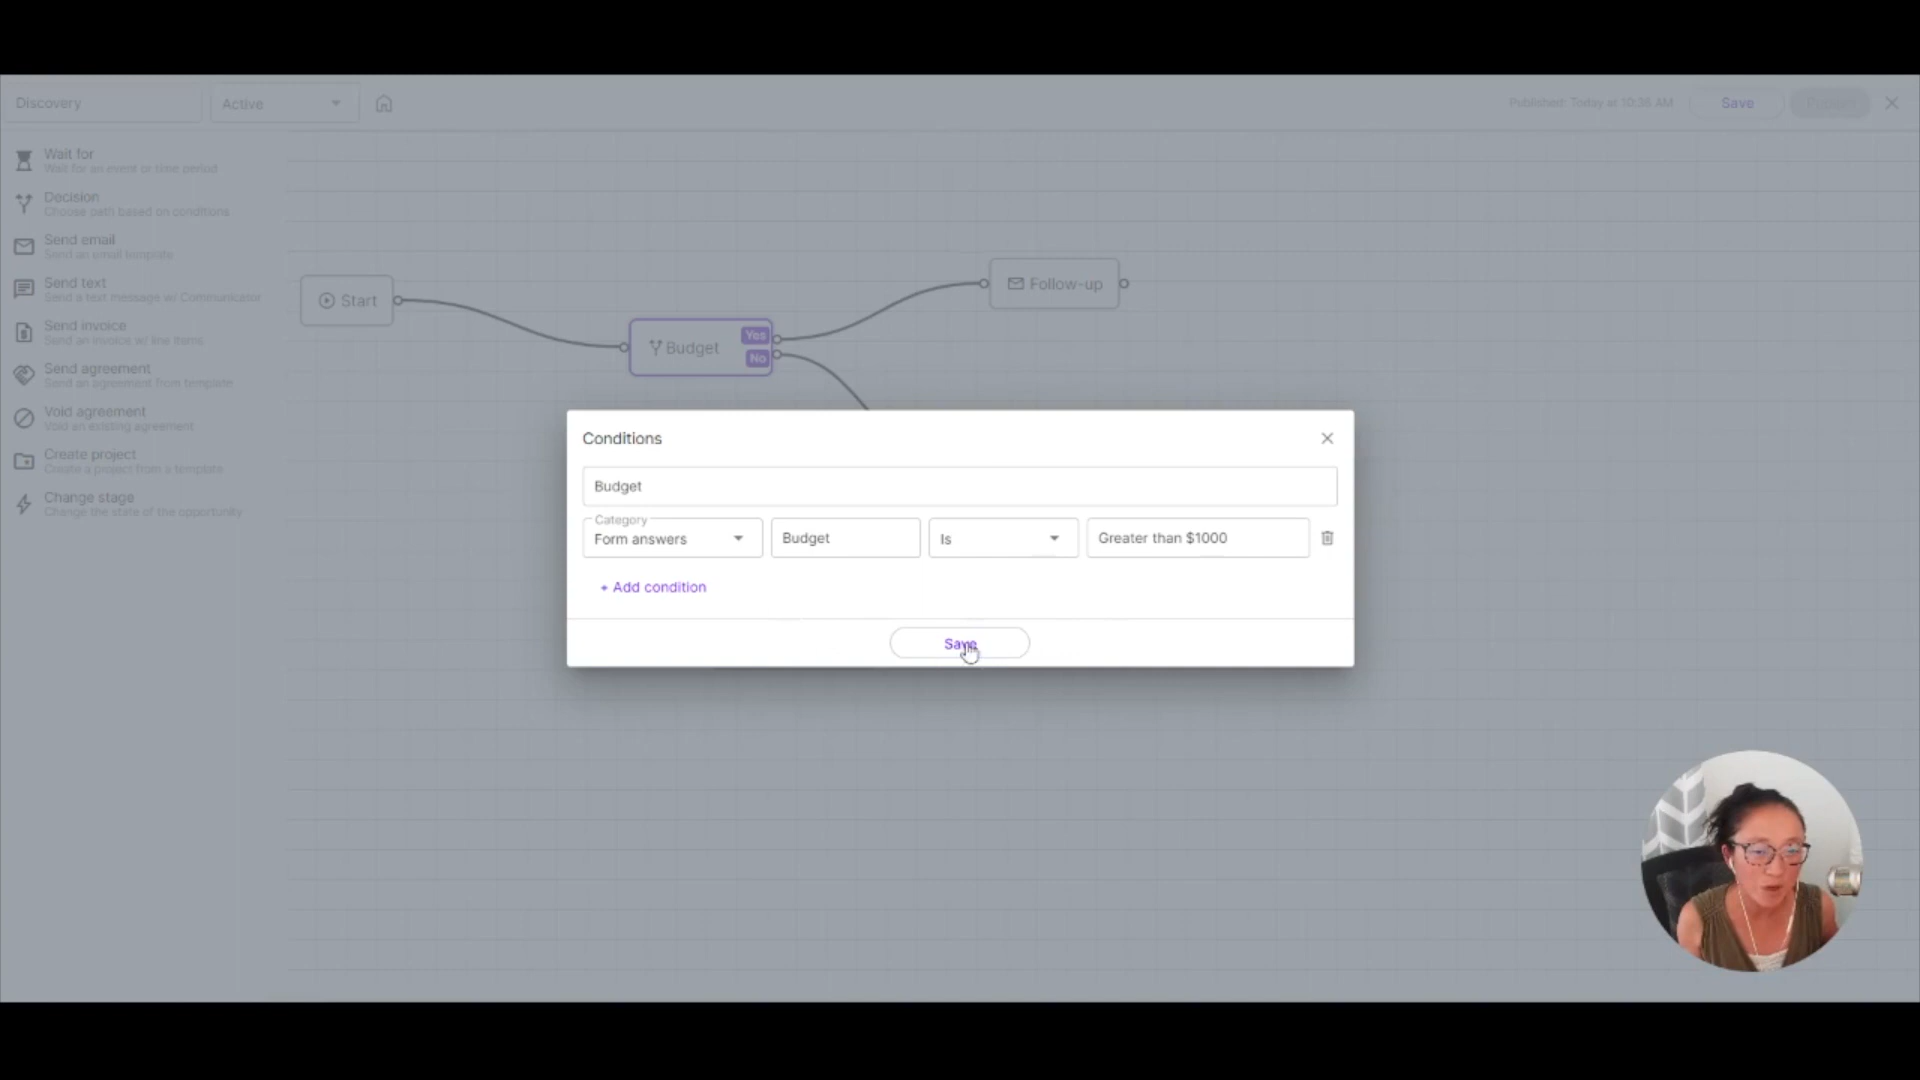 Discovery
Active
Published: Today at 10:36 AM
Save
Wait for
Wait for an event or time period
Decision
Choose path based on conditions
Send email
Send an email template
Send text
Send a text message w/ Communicator
Send invoice
Send an invoice w/ line items
Send agreement
Send an agreement from template
Void agreement
Void an existing agreement
Create project
Create a project from a template
Change stage
Change the state of the opportunity
Start
Budget
Yes
No
Follow-up
Conditions
Budget
Category
Form answers
Budget
Is
Greater than $1000
+ Add condition
Save